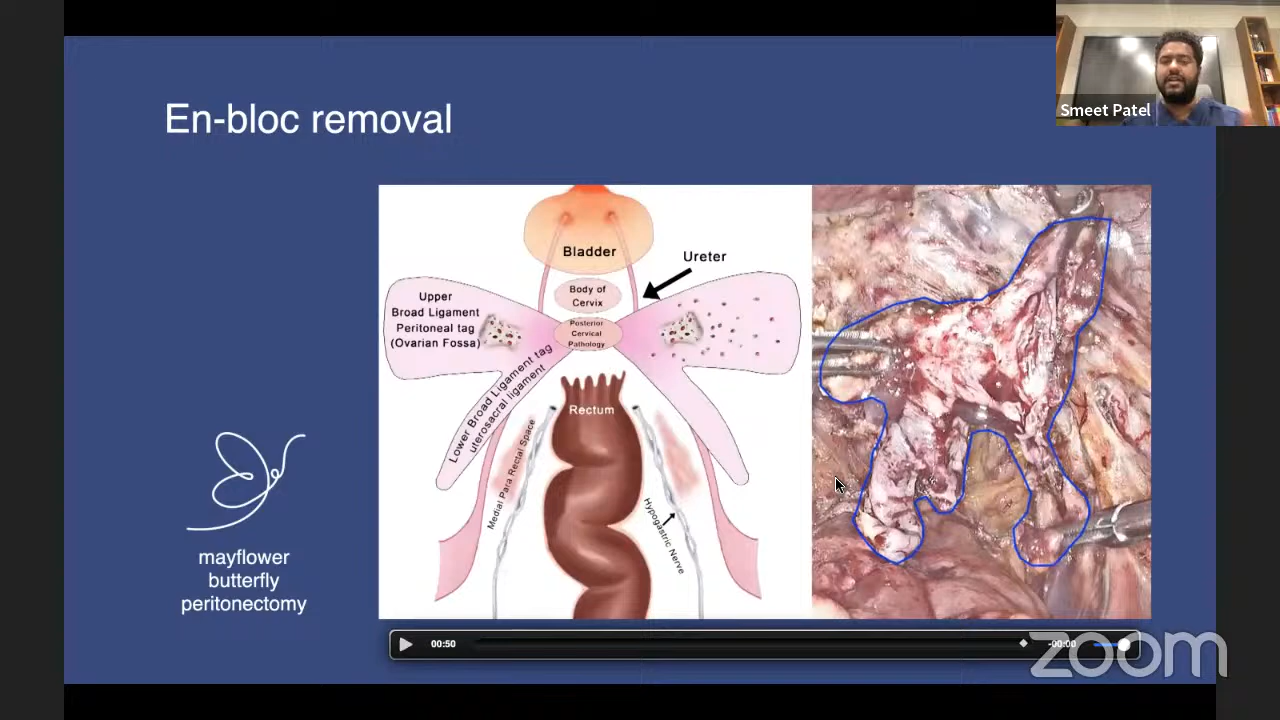 Smeet Patel
En-bloc removal
Bladder
Ureter
Body of
Cervix
Posterior
Cervical
Pathology
Upper
Broad Ligament
Peritoneal tag
(Ovarian Fossa)
Lower Broad Ligament tag
uterosacral ligament
Rectum
Medial Para Rectal Space
Hypogastric Nerve
mayflower
butterfly
peritonectomy
00:50
-00:00
zoom